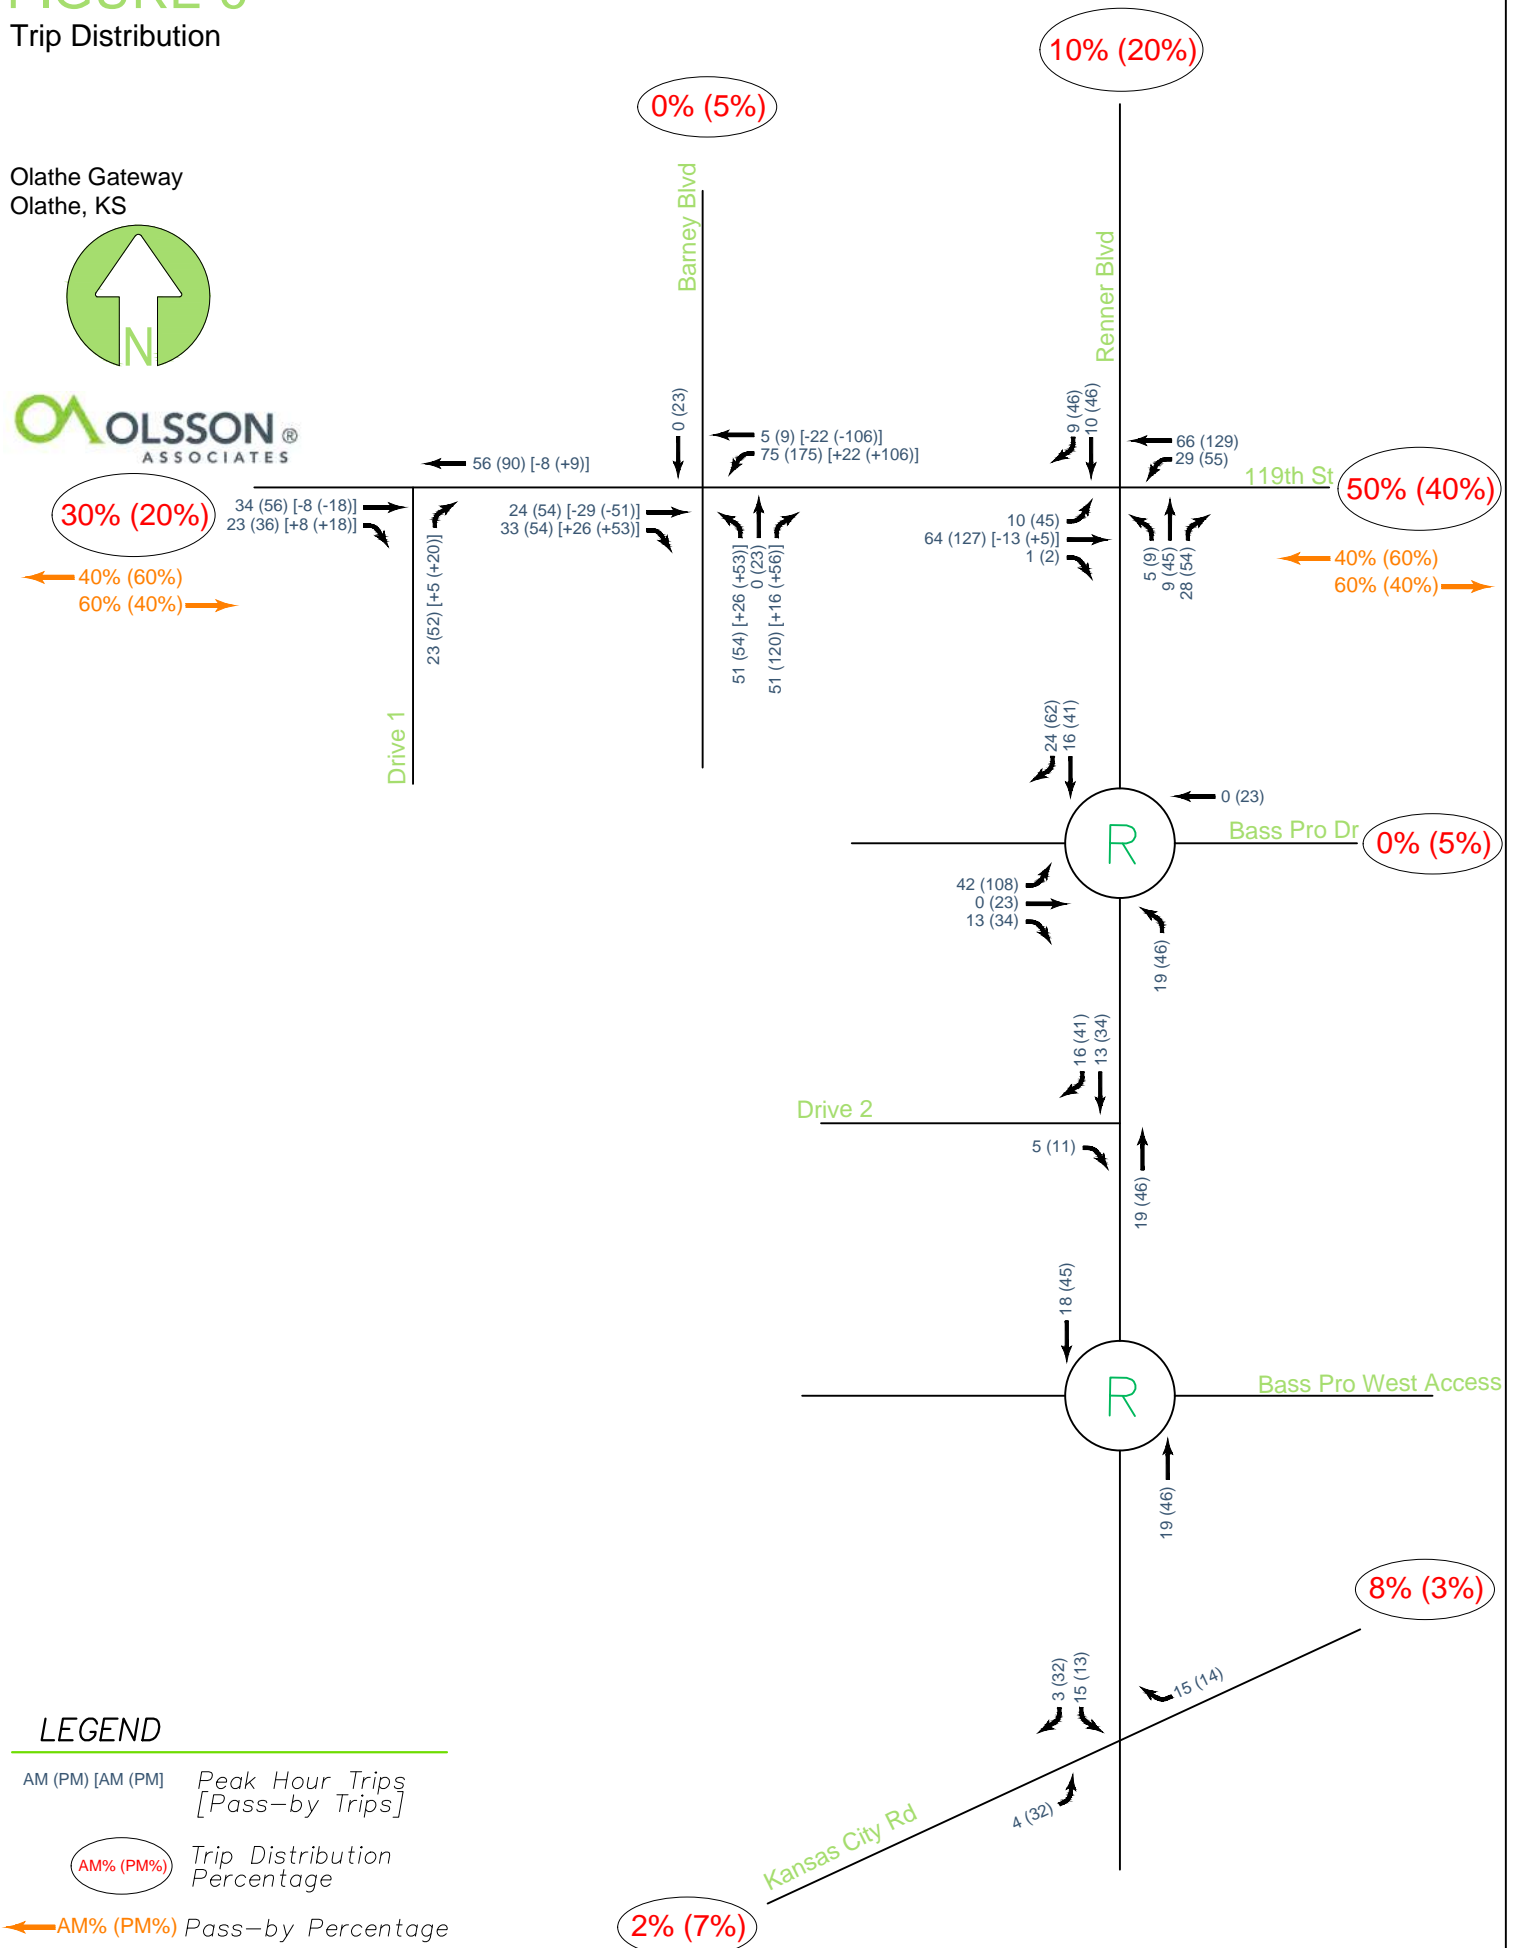 FIGURE 6
Trip Distribution
10% (20%)
0% (5%)
Olathe Gateway
Olathe, KS
N
OLSSON ®
ASSOCIATES
Barney Blvd
Renner Blvd
0 (23)
5 (9) [-22 (-106)]
75 (175) [+22 (+106)]
9 (46)
10 (46)
66 (129)
29 (55)
56 (90) [-8 (+9)]
119th St
50% (40%)
30% (20%)
34 (56) [-8 (-18)]
23 (36) [+8 (+18)]
24 (54) [-29 (-51)]
33 (54) [+26 (+53)]
10 (45)
64 (127) [-13 (+5)]
1 (2)
40% (60%)
60% (40%)
23 (52) [+5 (+20)]
51 (54) [+26 (+53)]
0 (23)
51 (120) [+16 (+56)]
5 (9)
9 (45)
28 (54)
40% (60%)
60% (40%)
Drive 1
24 (62)
16 (41)
0 (23)
R
Bass Pro Dr
0% (5%)
42 (108)
0 (23)
13 (34)
19 (46)
16 (41)
13 (34)
Drive 2
5 (11)
19 (46)
18 (45)
R
Bass Pro West Access
19 (46)
8% (3%)
3 (32)
15 (13)
15 (14)
4 (32)
Kansas City Rd
2% (7%)
LEGEND
AM (PM) [AM (PM]
Peak Hour Trips
[Pass-by Trips]
AM% (PM%)
Trip Distribution
Percentage
AM% (PM%)
Pass-by Percentage